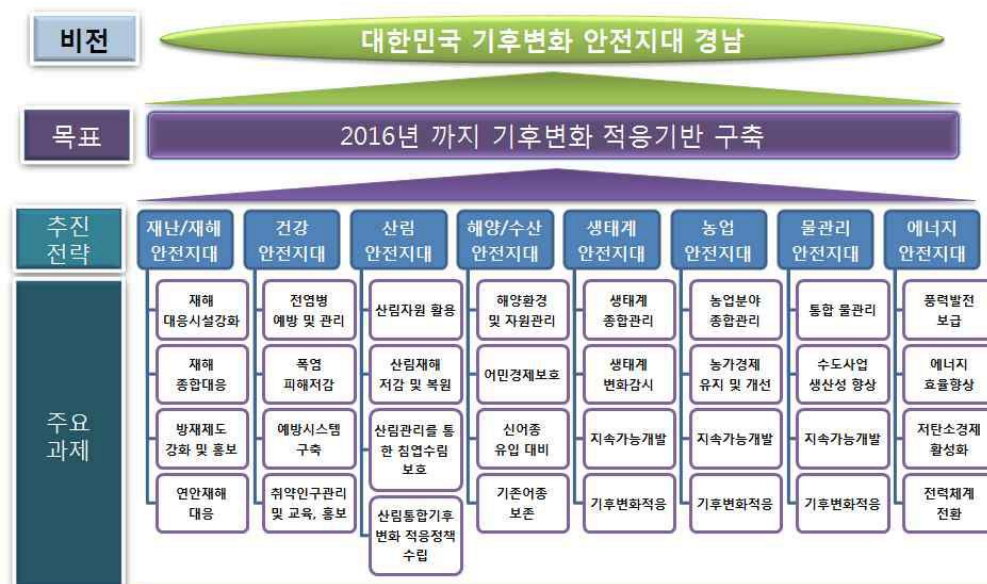 비전
대한민국 기후변화 안전지대 경남
목표
2016년 까지 기후변화 적응기반 구축
추진
전략
재난/재해
안전지대
건강
안전지대
산림
안전지대
해양/수산
안전지대
생태계
안전지대
농업
안전지대
물관리
안전지대
에너지
안전지대
주요
과제
재해
대응시설강화
전염병
예방 및 관리
산림자원 활용
해양환경
및 자원관리
생태계
종합관리
농업분야
종합관리
통합 물관리
풍력발전
보급
재해
종합대응
폭염
피해저감
산림재해
저감 및 복원
어민경제보호
생태계
변화감시
농가경제
유지 및 개선
수도사업
생산성 향상
에너지
효율향상
방재제도
강화 및 홍보
예방시스템
구축
산림관리를 통
한 침엽수림
보호
신어종
유입 대비
지속가능개발
지속가능개발
지속가능개발
저탄소경제
활성화
연안재해
대응
취약인구관리
및 교육, 홍보
산림통합기후
변화 적응정책
수립
기존어종
보존
기후변화적응
기후변화적응
기후변화적응
전력체계
전환